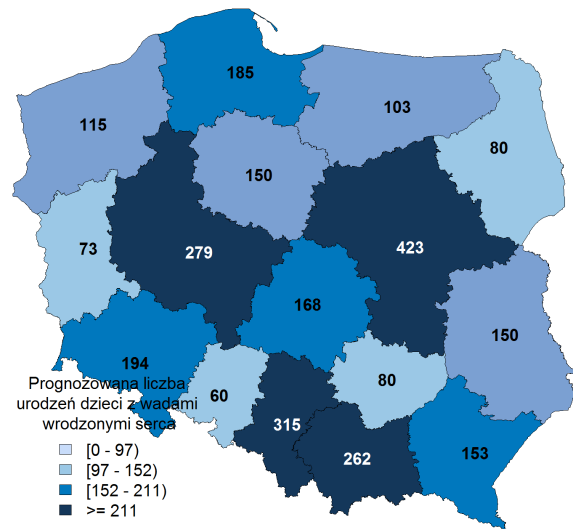 185
103
115
80
150
73
279
423
168
150
194
80
60
315
262
153
Prognozowana liczba
urodzeń dzieci z wadami
wrodzonymi serca
[0 - 97)
[97 - 152)
[152 - 211)
>= 211